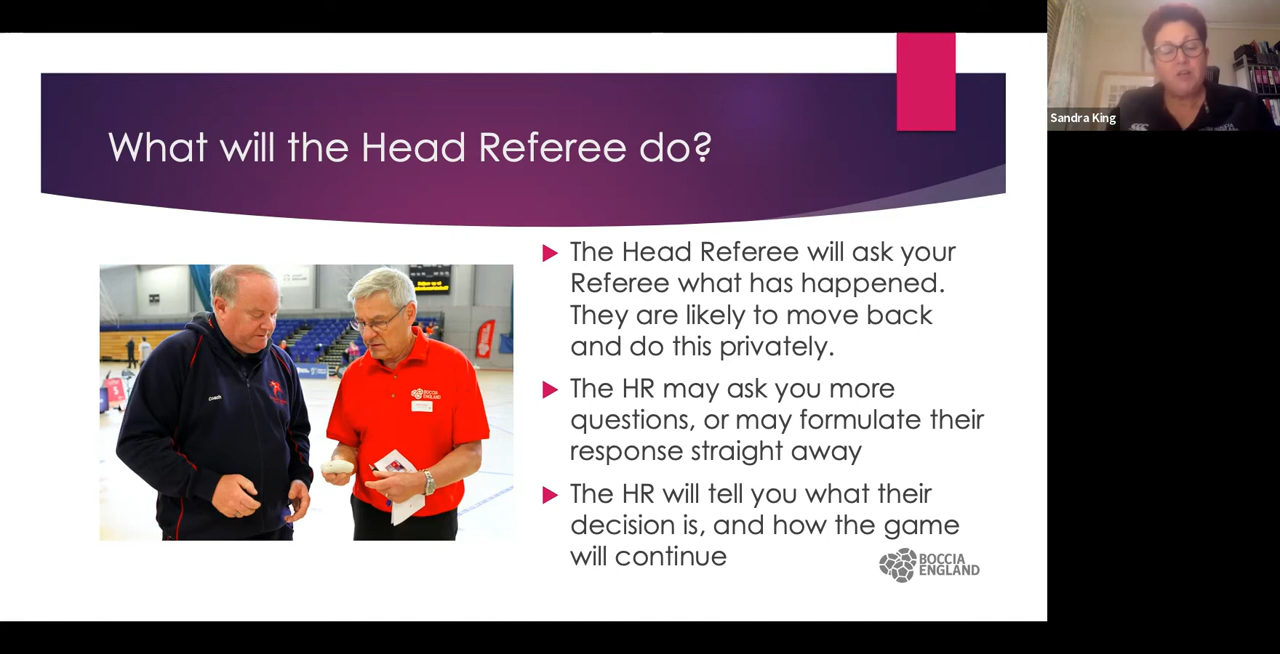 What will the Head Referee do?
Sandra King
The Head Referee will ask your
Referee what has happened.
They are likely to move back
and do this privately.
The HR may ask you more
questions, or may formulate their
response straight away
The HR will tell you what their
decision is, and how the game
will continue
Coach
BOCCIA
ENGLAND
BOCCIA
ENGLAND